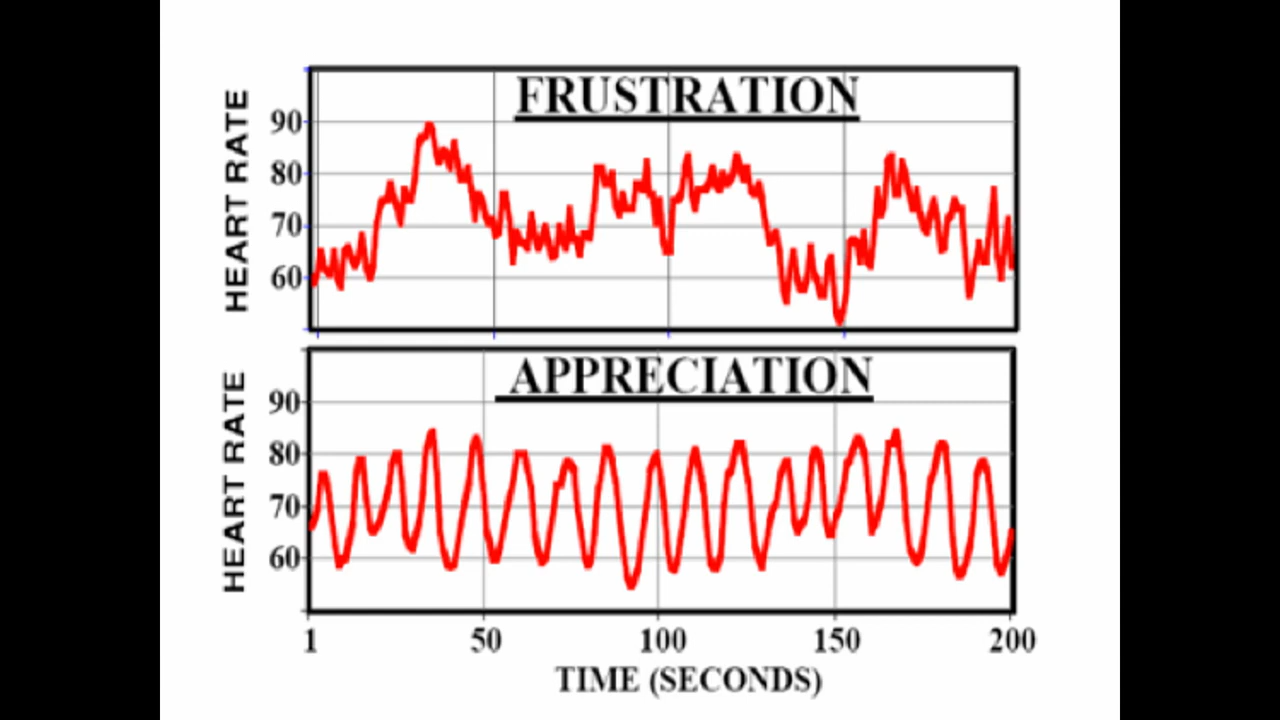 FRUSTRATION
HEART RATE
90
80
70
60
APPRECIATION
HEART RATE
90
80
70
60
1 50 100 150 200
TIME (SECONDS)